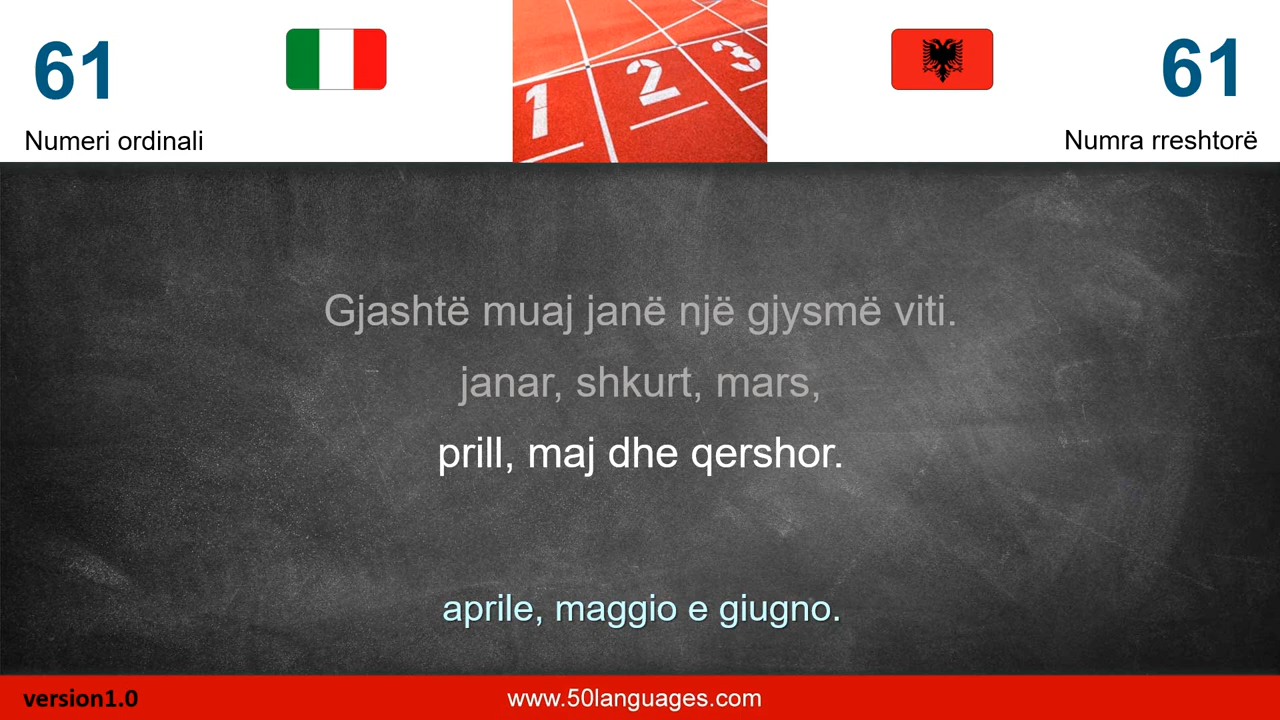 61
61
Numeri ordinali
Numra rreshtorë
1 2 3
Gjashtë muaj janë një gjysmë viti.
janar, shkurt, mars,
prill, maj dhe qershor.
aprile, maggio e giugno.
version1.0
www.50languages.com